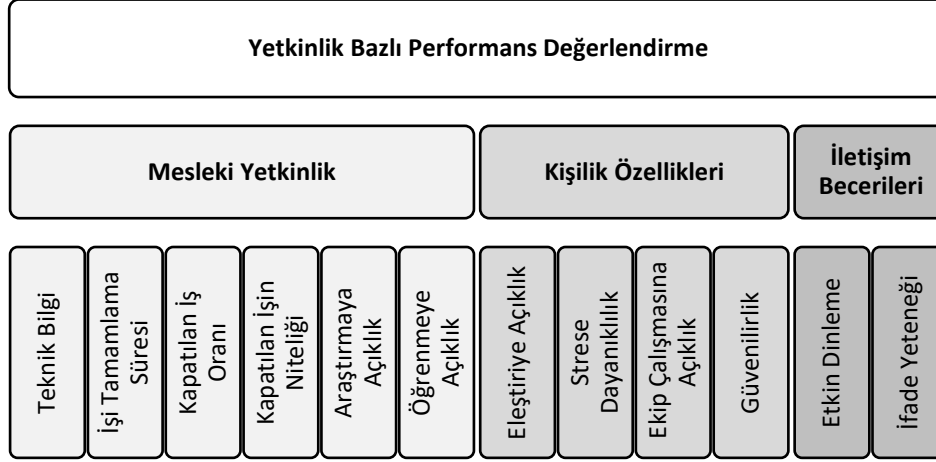 Yetkinlik Bazlı Performans Değerlendirme
Mesleki Yetkinlik
Kişilik Özellikleri
İletişim
Becerileri
Teknik Bilgi
İşi Tamamlama
Süresi
Kapatılan İş
Oranı
Kapatılan İşin
Niteliği
Araştırmaya
Açıklık
Öğrenmeye
Açıklık
Eleştiriye Açıklık
Strese
Dayanıklılık
Ekip Çalışmasına
Açıklık
Güvenilirlik
Etkin Dinleme
İfade Yeteneği